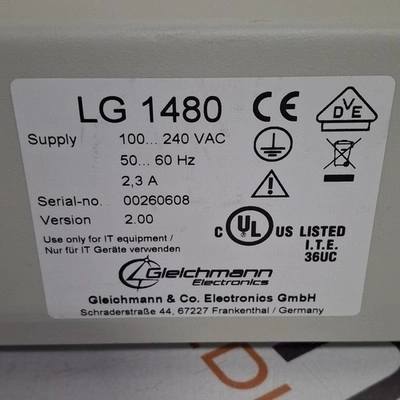 LG 1480 CE
DVE
Supply 100... 240 VAC
50... 60 Hz
2,3 A
Serial-no. 00260608
Version 2.00
Use only for IT equipment /
Nur für IT Geräte verwenden
C UL US LISTED
I.T.E.
36UC
Gleichmann
Electronics
Gleichmann & Co. Electronics GmbH
Schraderstraße 44, 67227 Frankenthal / Germany